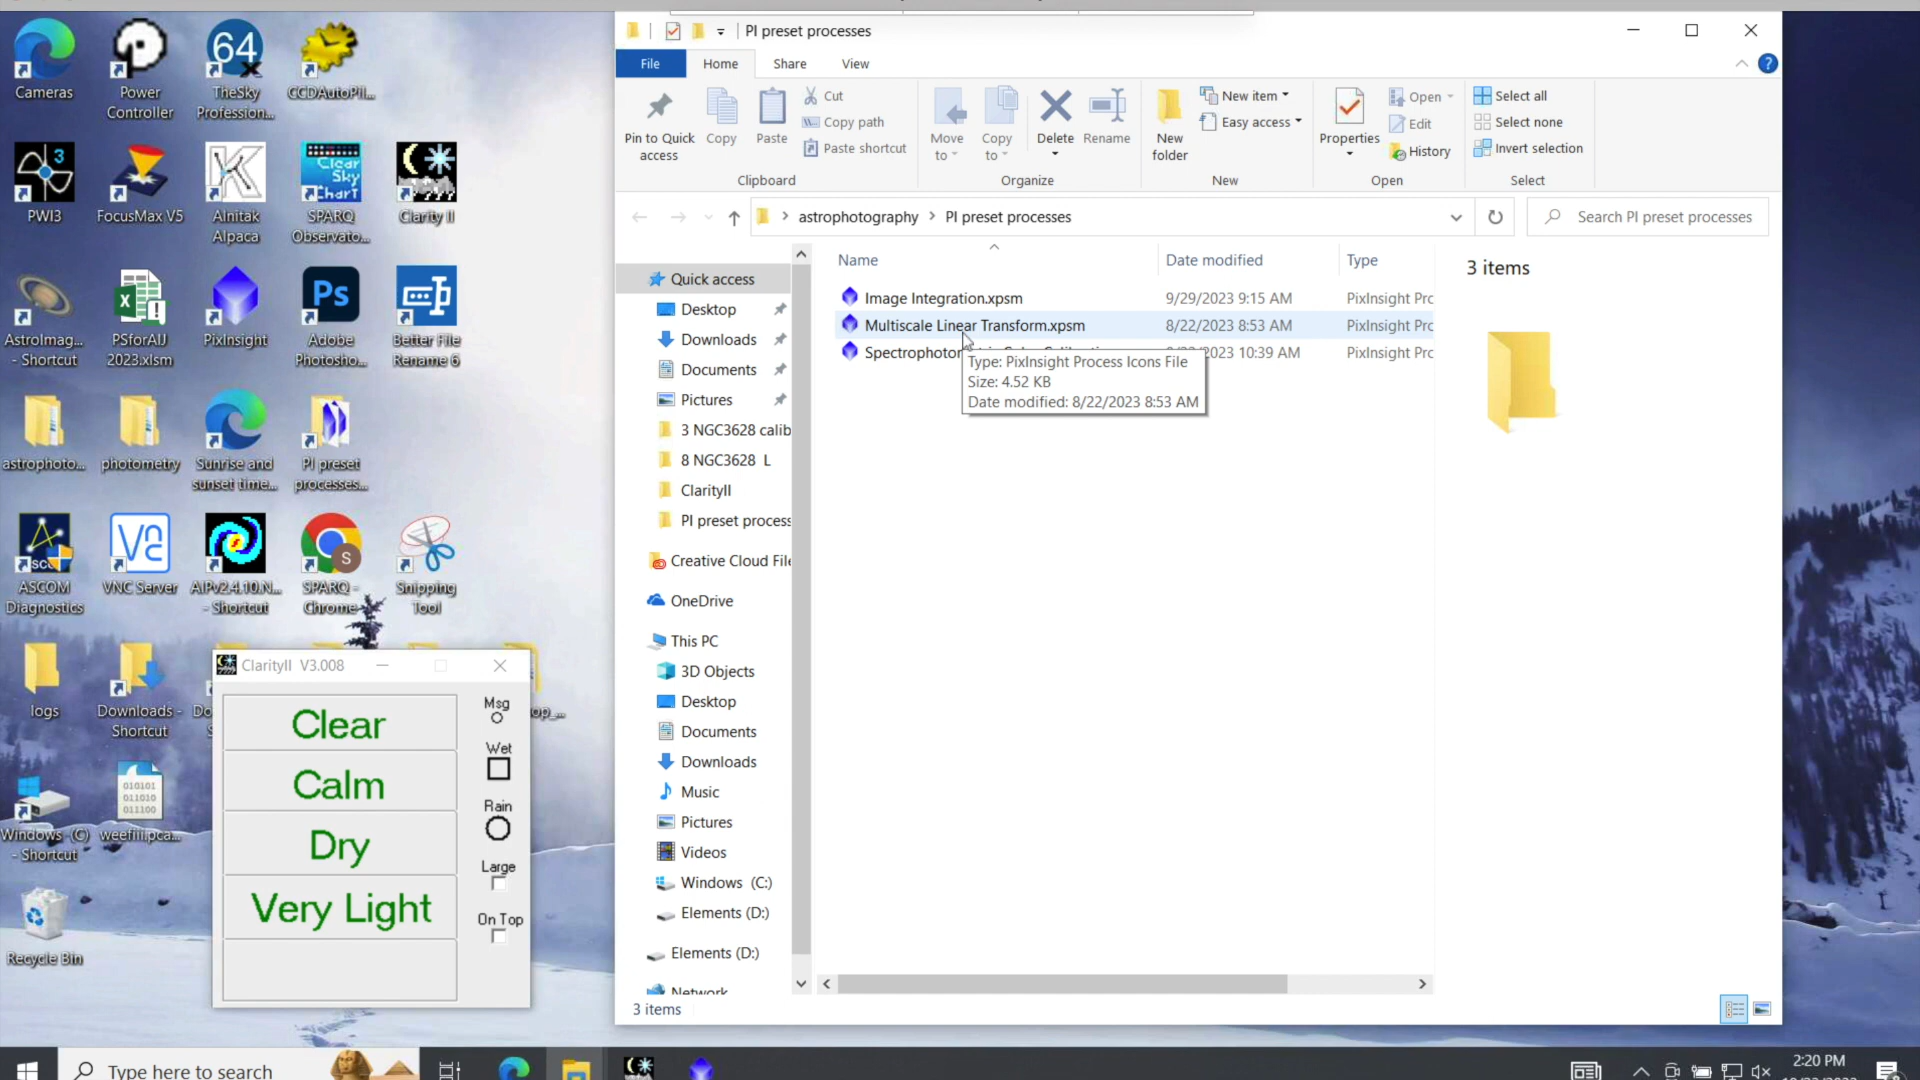 Cameras
Power
Controller
TheSky
Profession...
CCDAutoPil...
PWI3
FocusMax V5
Alnitak
Alpaca
SPARQ
Observato...
Clarity II
AstroImag...
- Shortcut
PSforAIJ
2023.xlsm
PixInsight
Adobe
Photosho...
Better File
Rename 6
astrophoto...
photometry
Sunrise and
sunset time...
PI preset
processes...
ASCOM
Diagnostics
VNC Server
AIPv2.4.10.N...
- Shortcut
SPARQ -
Chrome
Snipping
Tool
logs
Downloads -
Shortcut
Windows (C)
- Shortcut
weefiii.pca...
Recycle Bin
64
Clear
Sky
Chart
Ps
S
ClarityII V3.008
Clear
Calm
Dry
Very Light
Msg
Wet
Rain
Large
On Top
PI preset processes
File
Home
Share
View
Pin to Quick
access
Copy
Paste
Cut
Copy path
Paste shortcut
Clipboard
Move
to
Copy
to
Delete
Rename
Organize
New
folder
New item
Easy access
New
Properties
Open
Edit
History
Open
Select all
Select none
Invert selection
Select
astrophotography > PI preset processes
Search PI preset processes
Quick access
Desktop
Downloads
Documents
Pictures
3 NGC3628 calib
8 NGC3628 L
ClarityII
PI preset process
Creative Cloud File
OneDrive
This PC
3D Objects
Desktop
Documents
Downloads
Music
Pictures
Videos
Windows (C:)
Elements (D:)
Elements (D:)
Network
Name Date modified Type
Image Integration.xpsm 9/29/2023 9:15 AM PixInsight Prc
Multiscale Linear Transform.xpsm 8/22/2023 8:53 AM PixInsight Prc
2023 10:39 AM PixInsight Prc
Type: PixInsight Process Icons File
Size: 4.52 KB
Date modified: 8/22/2023 8:53 AM
3 items
3 items
Type here to search
2:20 PM